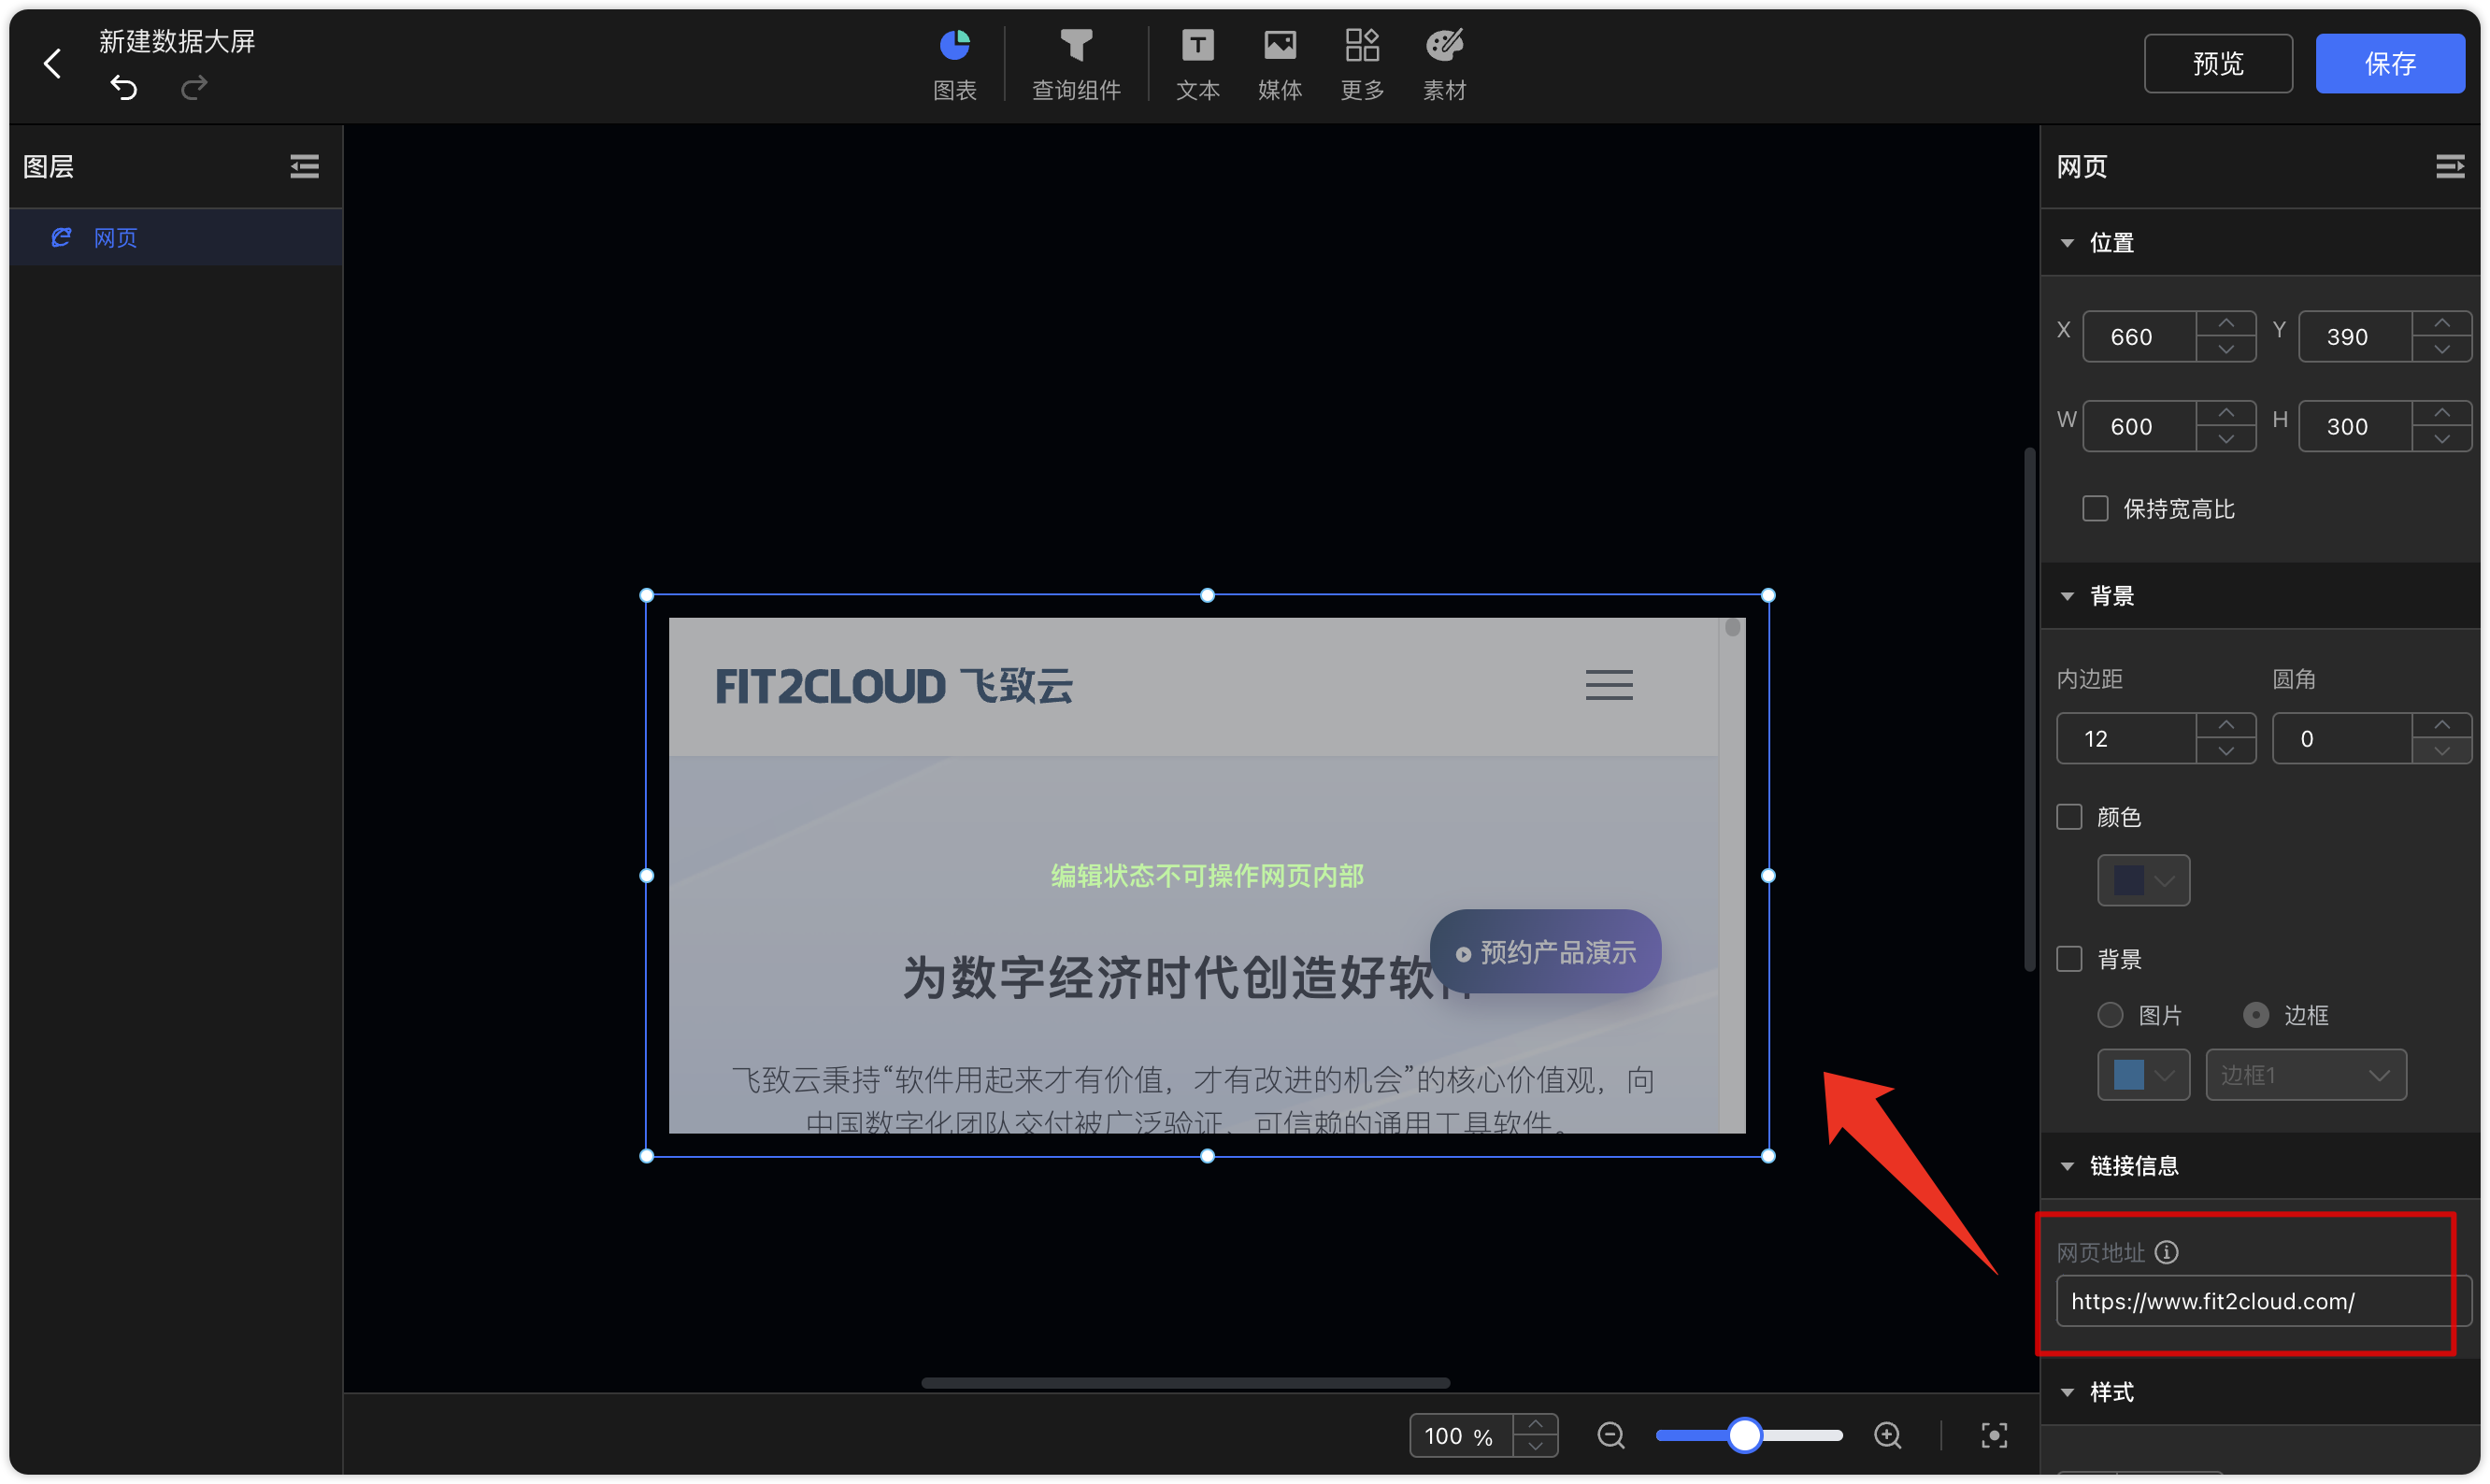 新建数据大屏
图表
查询组件
文本
媒体
更多
素材
预览
保存
图层
网页
FIT2CLOUD 飞致云
编辑状态不可操作网页内部
预约产品演示
为数字经济时代创造好软件
飞致云秉持“软件用起来才有价值，才有改进的机会”的核心价值观，向
中国数字化团队交付被广泛验证、可信赖的通用工具软件。
100 %
网页
位置
X 660 Y 390
W 600 H 300
保持宽高比
背景
内边距 圆角
12 0
颜色
背景
图片 边框
边框1
链接信息
网页地址
https://www.fit2cloud.com/
样式